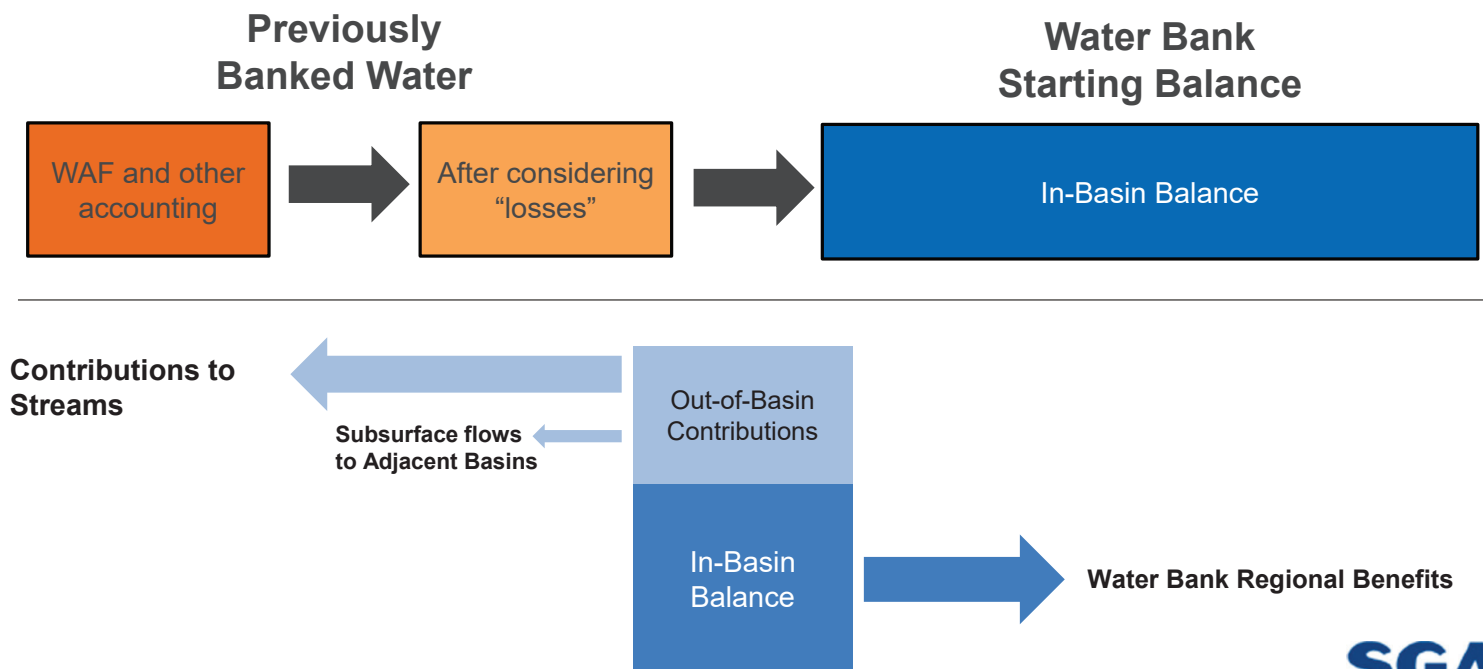 Previously
Banked Water
Water Bank
Starting Balance
WAF and other
accounting
After considering
“losses”
In-Basin Balance
Contributions to
Streams
Subsurface flows
to Adjacent Basins
Out-of-Basin
Contributions
In-Basin
Balance
Water Bank Regional Benefits
SGA